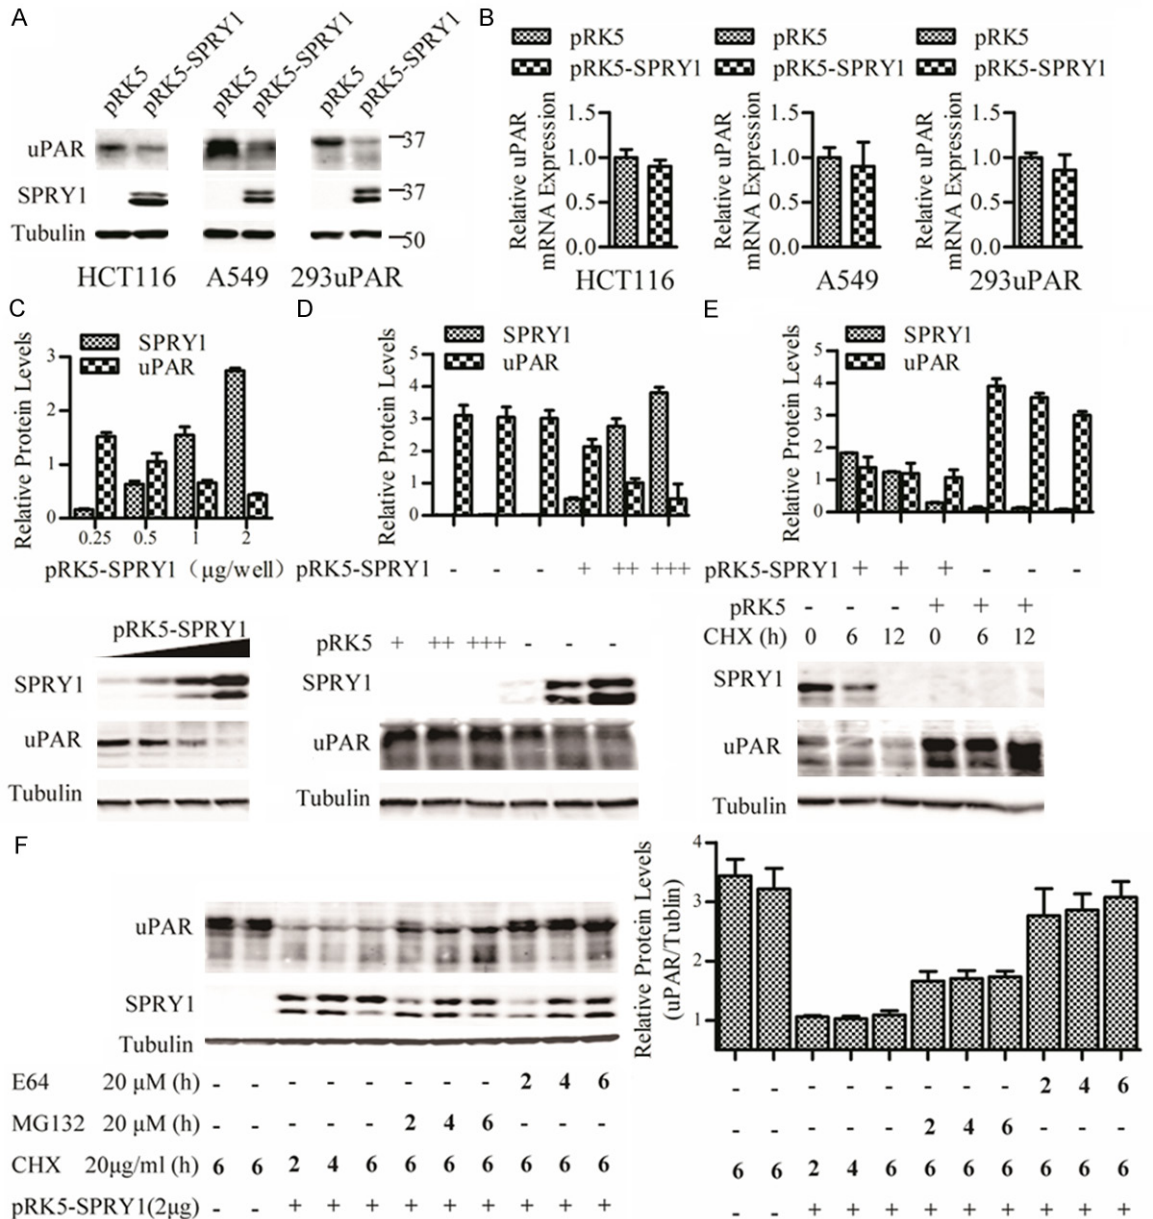 A
pRK5
pRK5-SPRY1
pRK5
pRK5-SPRY1
pRK5
pRK5-SPRY1
uPAR
37
SPRY1
37
Tubulin
50
HCT116 A549 293uPAR
B
pRK5 pRK5 pRK5
pRK5-SPRY1 pRK5-SPRY1 pRK5-SPRY1
Relative uPAR
mRNA Expression
1.5
1.0
0.5
0.0
HCT116
Relative uPAR
mRNA Expression
1.5
1.0
0.5
0.0
A549
Relative uPAR
mRNA Expression
1.5
1.0
0.5
0.0
293uPAR
C
SPRY1
uPAR
Relative Protein Levels
3
2
1
0
0.25 0.5 1 2
pRK5-SPRY1 (μg/well)
pRK5-SPRY1
SPRY1
uPAR
Tubulin
D
SPRY1
uPAR
Relative Protein Levels
5
4
3
2
1
0
pRK5-SPRY1 - - - + ++ +++
pRK5 + ++ +++ - - -
SPRY1
uPAR
Tubulin
E
SPRY1
uPAR
Relative Protein Levels
5
4
3
2
1
0
pRK5-SPRY1 + + + - - -
pRK5 - - - + + +
CHX (h) 0 6 12 0 6 12
SPRY1
uPAR
Tubulin
F
uPAR
SPRY1
Tubulin
E64 20 μM (h) - - - - - - - - 2 4 6
MG132 20 μM (h) - - - - - 2 4 6 - - -
CHX 20μg/ml (h) 6 6 2 4 6 6 6 6 6 6 6
pRK5-SPRY1(2μg) - - + + + + + + + + +
Relative Protein Levels
(uPAR/Tublin)
4
3
2
1
- - - - - - - - 2 4 6
- - - - - 2 4 6 - - -
6 6 2 4 6 6 6 6 6 6 6
- - + + + + + + + + +